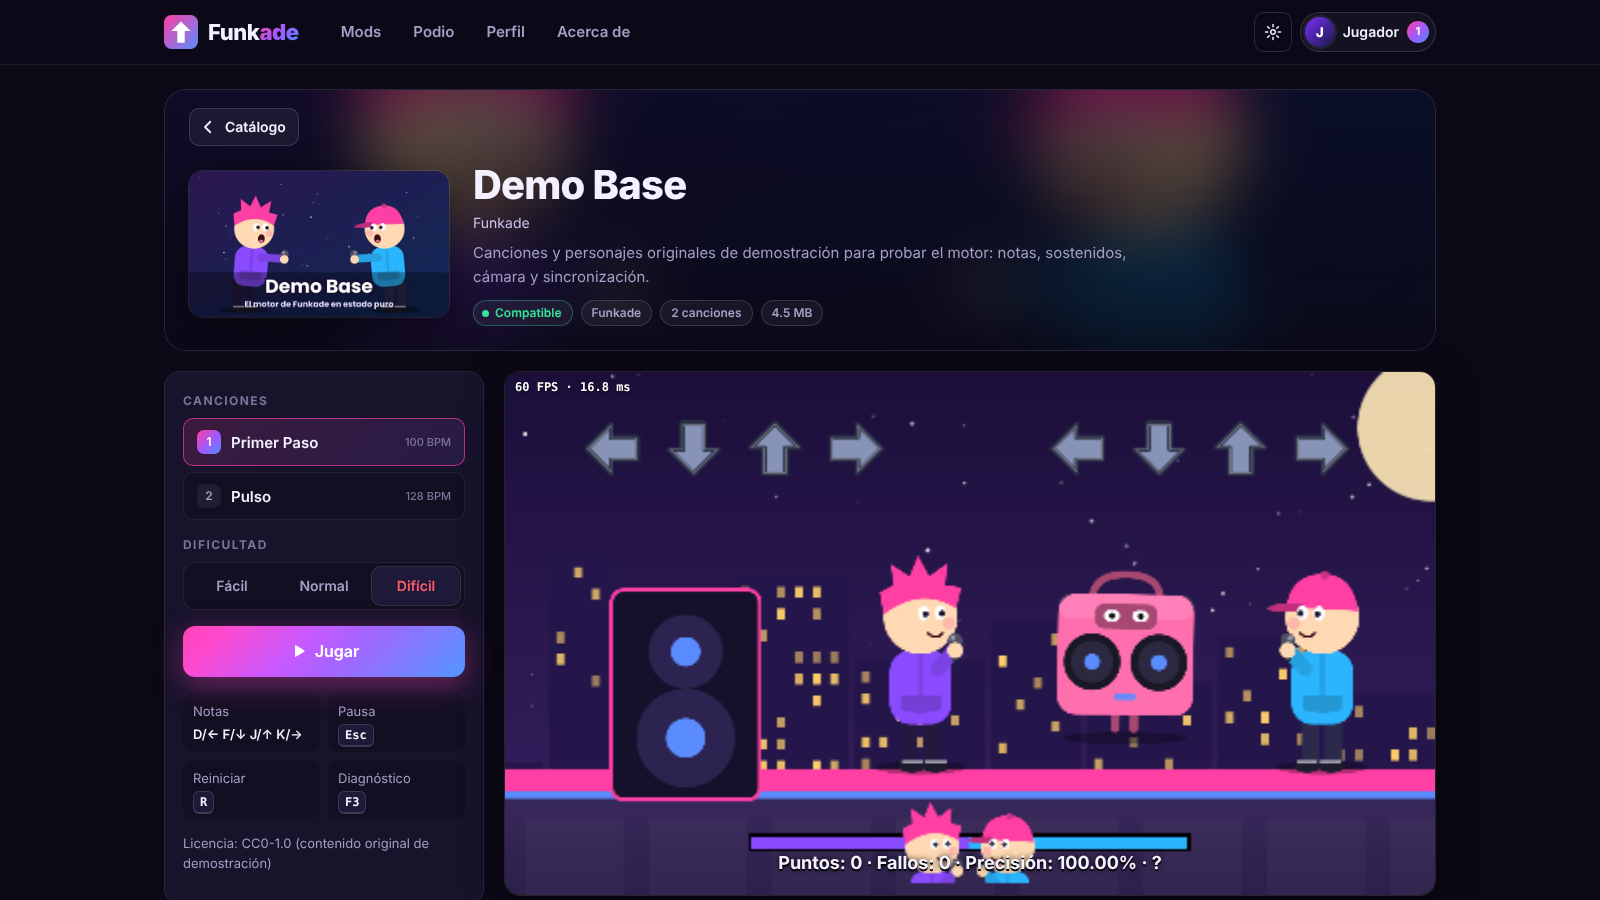 Funkade
Mods
Podio
Perfil
Acerca de
J
Jugador
1
Catálogo
Demo Base
El motor de Funkade en estado puro
Demo Base
Funkade
Canciones y personajes originales de demostración para probar el motor: notas, sostenidos,
cámara y sincronización.
Compatible
Funkade
2 canciones
4.5 MB
CANCIONES
1 Primer Paso 100 BPM
2 Pulso 128 BPM
DIFICULTAD
Fácil Normal Difícil
Jugar
Notas
D/← F/↓ J/↑ K/→
Pausa
Esc
Reiniciar
R
Diagnóstico
F3
Licencia: CC0-1.0 (contenido original de
demostración)
60 FPS · 16.8 ms
Puntos: 0 · Fallos: 0 · Precisión: 100.00% · ?